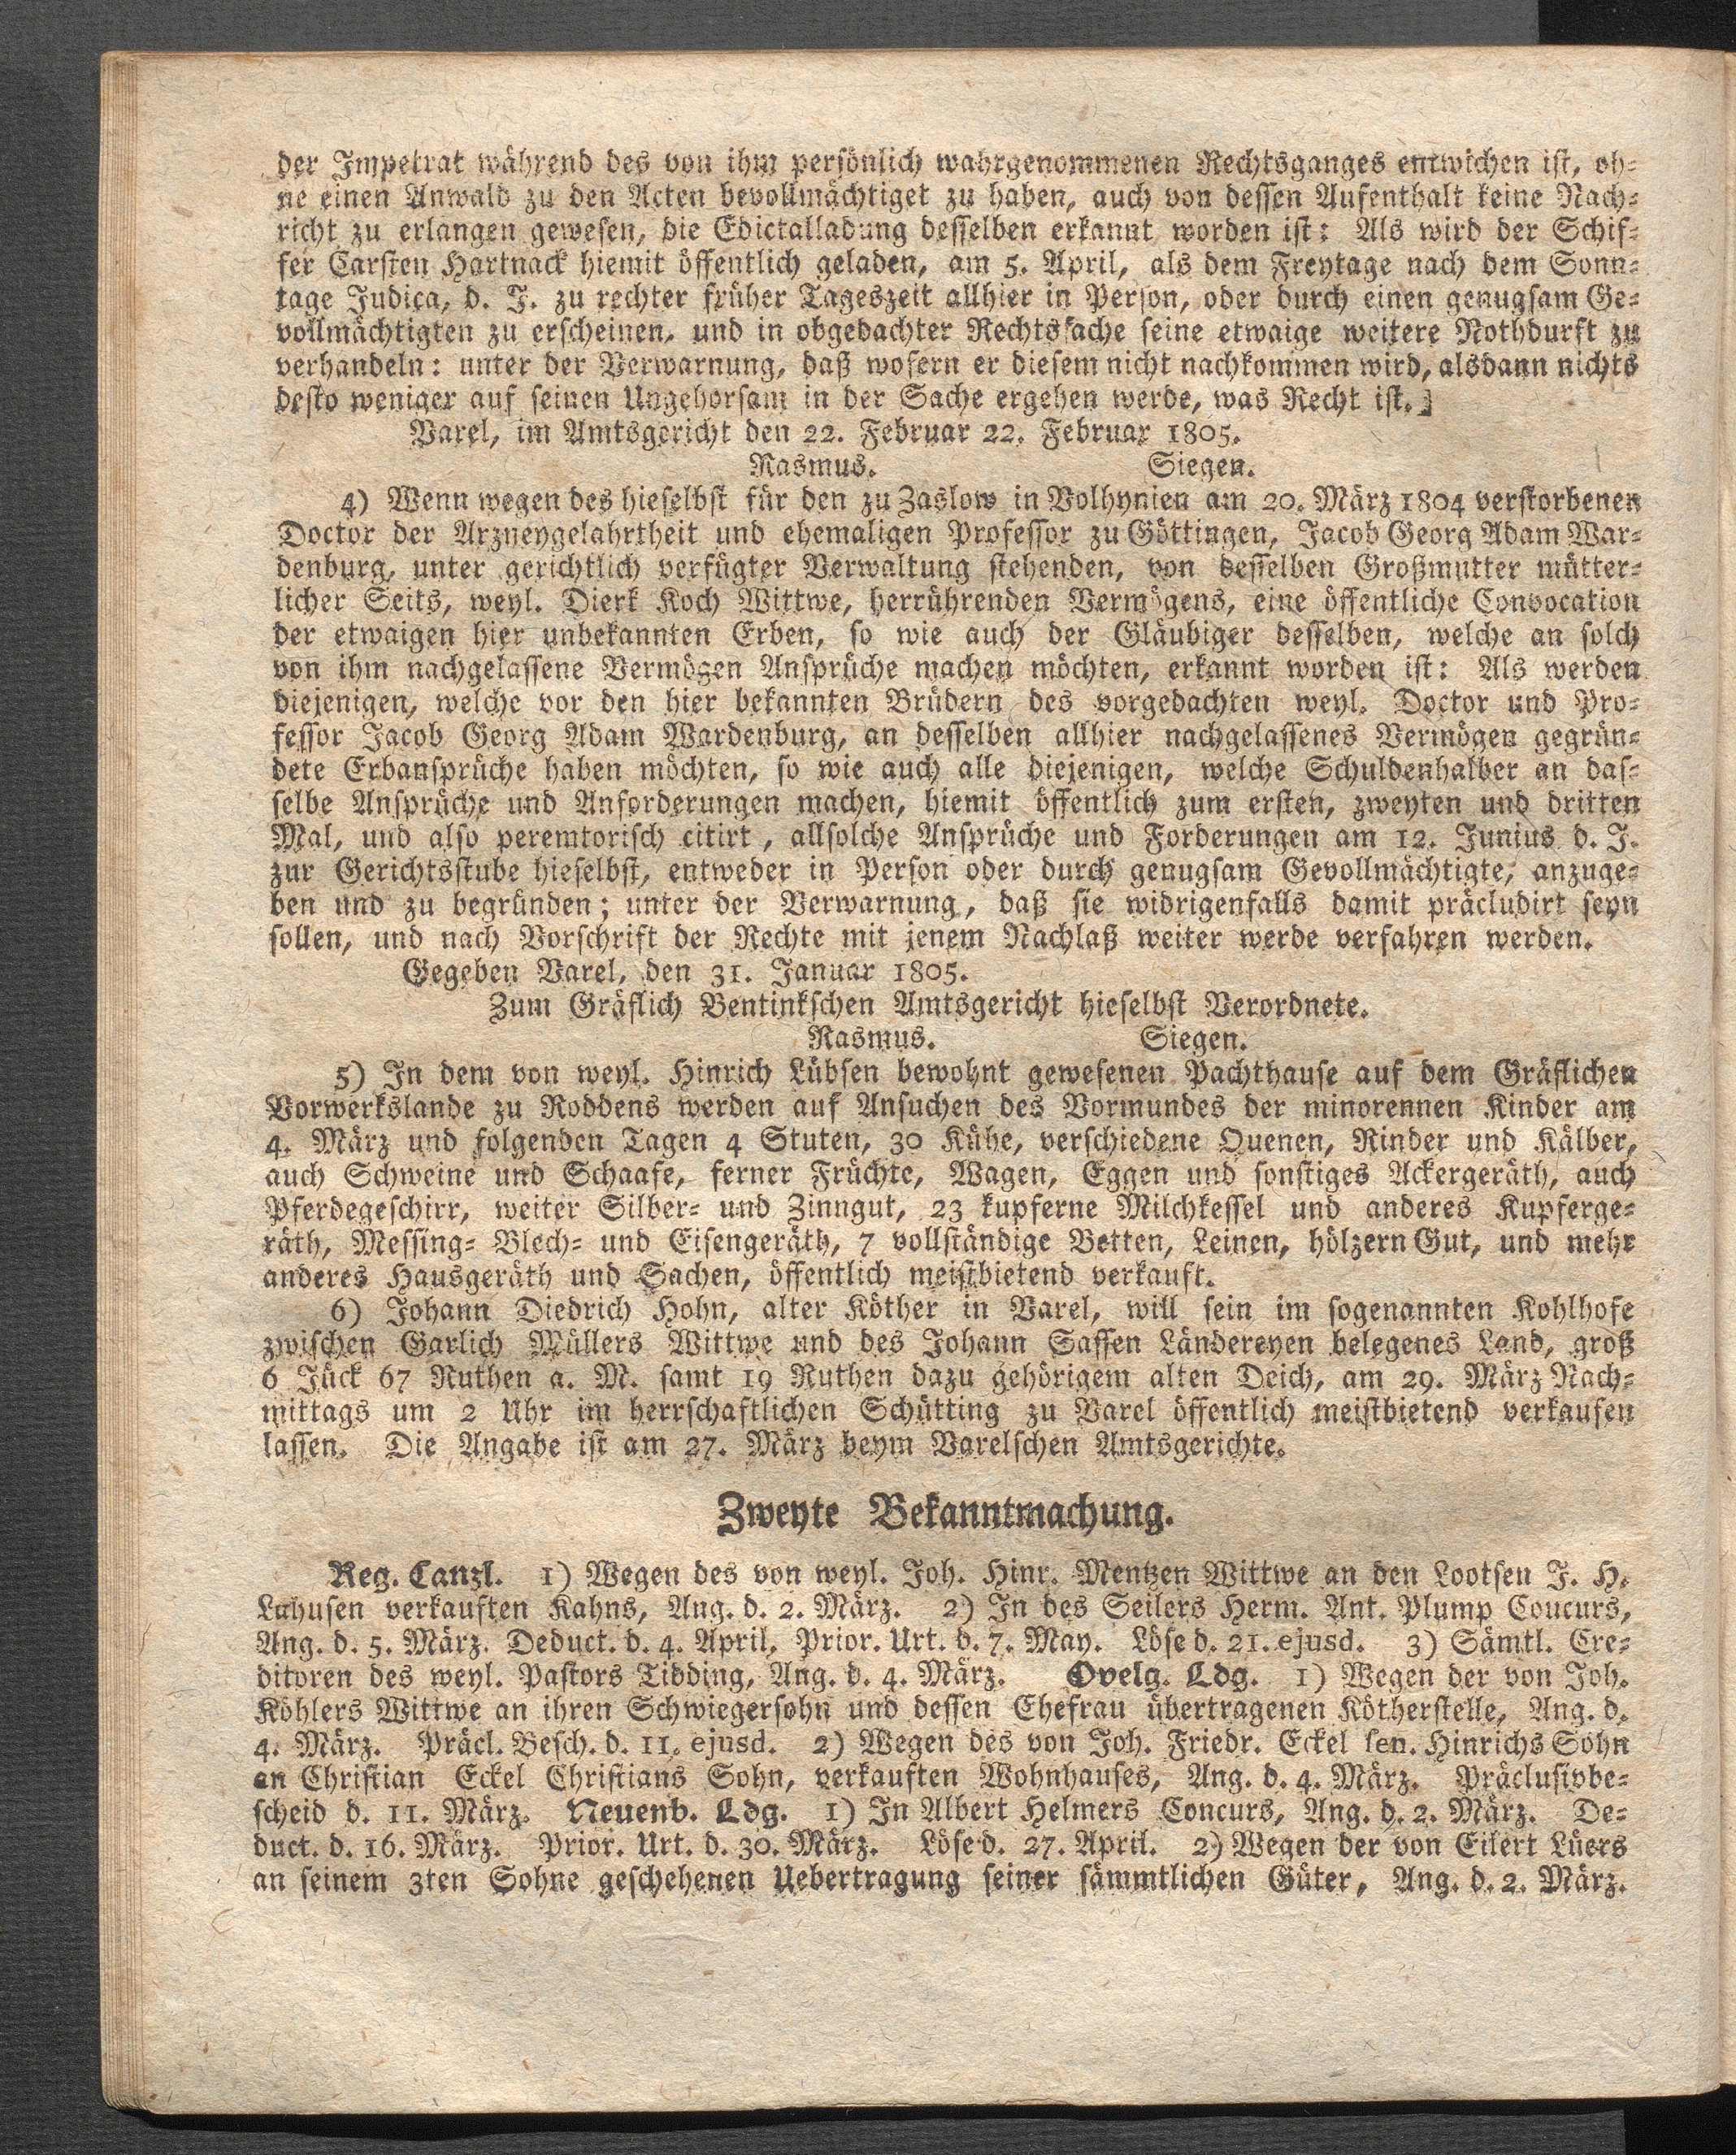 der Impetrat während des von ihm persönlich wahrgenommenen Rechtsganges entwichen ist, oh-
ne einen Anwald zu den Acten bevollmächtiget zu haben, auch von dessen Aufenthalt keine Nach-
richt zu erlangen gewesen, die Edictalladung desselben erkannt worden ist: Als wird der Schif-
fer Carsten Hartnack hiemit öffentlich geladen, am 5. April, als dem Freytage nach dem Sonn-
tage Judica, d. J. zu rechter früher Tageszeit allhier in Person, oder durch einen genugsam Ge-
vollmächtigten zu erscheinen, und in obgedachter Rechtssache seine etwaige weitere Nothdurft zu
verhandeln: unter der Verwarnung, daß wofern er diesem nicht nachkommen wird, alsdann nichts
desto weniger auf seinen Ungehorsam in der Sache ergehen werde, was Recht ist.
Varel, im Amtsgericht den 22. Februar 22. Februar 1805.
Rasmus. Siegen.
4) Wenn wegen des hieselbst für den zu Zaslow in Volhynien am 20. März 1804 verstorbenen
Doctor der Arzneygelahrtheit und ehemaligen Professor zu Göttingen, Jacob Georg Adam War-
denburg, unter gerichtlich verfügter Verwaltung stehenden, von desselben Großmutter mütter-
licher Seits, weyl. Dierk Koch Wittwe, herrührenden Vermögens, eine öffentliche Convocation
der etwaigen hier unbekannten Erben, so wie auch der Gläubiger desselben, welche an solch
von ihm nachgelassene Vermögen Ansprüche machen möchten, erkannt worden ist: Als werden
diejenigen, welche vor den hier bekannten Brüdern des vorgedachten weyl. Doctor und Pro-
fessor Jacob Georg Adam Wardenburg, an desselben allhier nachgelassenes Vermögen gegrün-
dete Erbansprüche haben möchten, so wie auch alle diejenigen, welche Schuldenhalber an das-
selbe Ansprüche und Anforderungen machen, hiemit öffentlich zum ersten, zweyten und dritten
Mal, und also peremtorisch citirt, allsolche Ansprüche und Forderungen am 12. Junius d. J.
zur Gerichtsstube hieselbst, entweder in Person oder durch genugsam Gevollmächtigte, anzuge-
ben und zu begründen; unter der Verwarnung, daß sie widrigenfalls damit präcludirt seyn
sollen, und nach Vorschrift der Rechte mit jenem Nachlaß weiter werde verfahren werden.
Gegeben Varel, den 31. Januar 1805.
Zum Gräflich Bentinkschen Amtsgericht hieselbst Verordnete.
Rasmus. Siegen.
5) In dem von weyl. Hinrich Lübsen bewohnt gewesenen Pachthause auf dem Gräflichen
Vorwerkslande zu Roddens werden auf Ansuchen des Vormundes der minorennen Kinder am
4. März und folgenden Tagen 4 Stuten, 30 Kühe, verschiedene Quenen, Rinder und Kälber,
auch Schweine und Schaafe, ferner Früchte, Wagen, Eggen und sonstiges Ackergeräth, auch
Pferdegeschirr, weiter Silber- und Zinngut, 23 kupferne Milchkessel und anderes Kupferge-
räth, Messing- Blech- und Eisengeräth, 7 vollständige Betten, Leinen, hölzern Gut, und mehr
anderes Hausgeräth und Sachen, öffentlich meistbietend verkauft.
6) Johann Diedrich Hohn, alter Köther in Varel, will sein im sogenannten Kohlhofe
zwischen Garlich Müllers Wittwe und des Johann Sassen Ländereyen belegenes Land, groß
6 Jück 67 Ruthen a. M. samt 19 Ruthen dazu gehörigem alten Deich, am 29. März Nach-
mittags um 2 Uhr im herrschaftlichen Schütting zu Varel öffentlich meistbietend verkaufen
lassen. Die Angabe ist am 27. März beym Varelschen Amtsgerichte.
Zweyte Bekanntmachung.
Reg. Canzl. 1) Wegen des von weyl. Joh. Hinr. Mentzen Wittwe an den Lootsen J. H.
Lahusen verkauften Kahns, Ang. d. 2. März. 2) In des Seilers Herm. Ant. Plump Coucurs,
Ang. d. 5. März. Deduct. d. 4. April, Prior. Urt. d. 7. May. Löse d. 21. ejusd. 3) Sämtl. Cre-
ditoren des weyl. Pastors Tidding, Ang. d. 4. März. Ovelg. Ldg. 1) Wegen der von Joh.
Köhlers Wittwe an ihren Schwiegersohn und dessen Ehefrau übertragenen Kötherstelle, Ang. d.
4. März. Präcl. Besch. d. 11. ejusd. 2) Wegen des von Joh. Friedr. Eckel sen. Hinrichs Sohn
an Christian Eckel Christians Sohn, verkauften Wohnhauses, Ang. d. 4. März. Präclusivbe-
scheid d. 11. März. Neuenb. Ldg. 1) In Albert Helmers Concurs, Ang. d. 2. März. De-
duct. d. 16. März. Prior. Urt. d. 30. März. Löse d. 27. April. 2) Wegen der von Eilert Lüers
an seinem 3ten Sohne geschehenen Uebertragung seiner sämmtlichen Güter, Ang. d. 2. März.